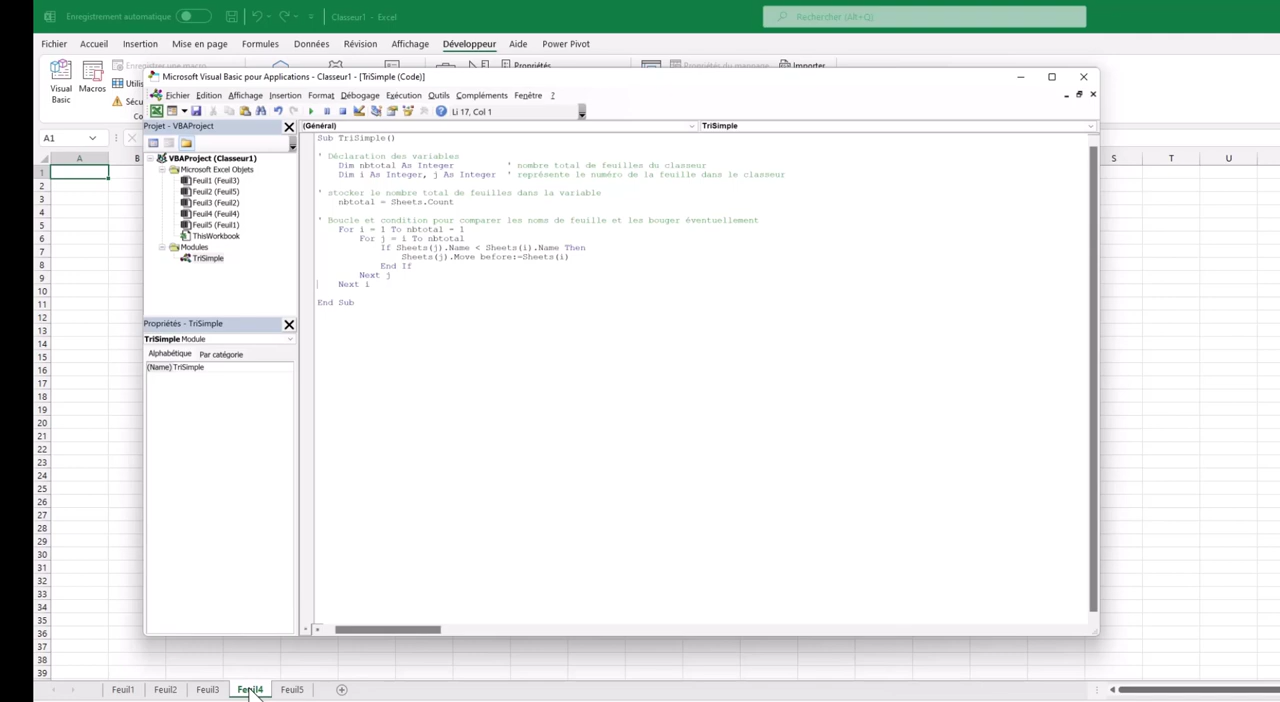 Enregistrement automatique
Classeur1 - Excel
Rechercher (Alt+Q)
Fichier Accueil Insertion Mise en page Formules Données Révision Affichage Développeur Aide Power Pivot
Visual Basic
Macros
Enregistrer une macro
Propriétés
Propriétés du mappage
Importer
Microsoft Visual Basic pour Applications - Classeur1 - [TriSimple (Code)]
Fichier Edition Affichage Insertion Format Débogage Exécution Outils Compléments Fenêtre ?
Li 17, Col 1
A1
Projet - VBAProject
VBAProject (Classeur1)
Microsoft Excel Objets
Feuil1 (Feuil3)
Feuil2 (Feuil5)
Feuil3 (Feuil2)
Feuil4 (Feuil4)
Feuil5 (Feuil1)
ThisWorkbook
Modules
TriSimple
Propriétés - TriSimple
TriSimple Module
Alphabétique Par catégorie
(Name) TriSimple
(Général) TriSimple
Sub TriSimple()
' Déclaration des variables
Dim nbtotal As Integer ' nombre total de feuilles du classeur
Dim i As Integer, j As Integer ' représente le numéro de la feuille dans le classeur
' stocker le nombre total de feuilles dans la variable
nbtotal = Sheets.Count
' Boucle et condition pour comparer les noms de feuille et les bouger éventuellement
For i = 1 To nbtotal - 1
For j = i To nbtotal
If Sheets(j).Name < Sheets(i).Name Then
Sheets(j).Move before:=Sheets(i)
End If
Next j
Next i
End Sub
A B S T U
1
2
3
4
5
6
7
8
9
10
11
12
13
14
15
16
17
18
19
20
21
22
23
24
25
26
27
28
29
30
31
32
33
34
35
36
37
38
39
Feuil1 Feuil2 Feuil3 Feuil4 Feuil5